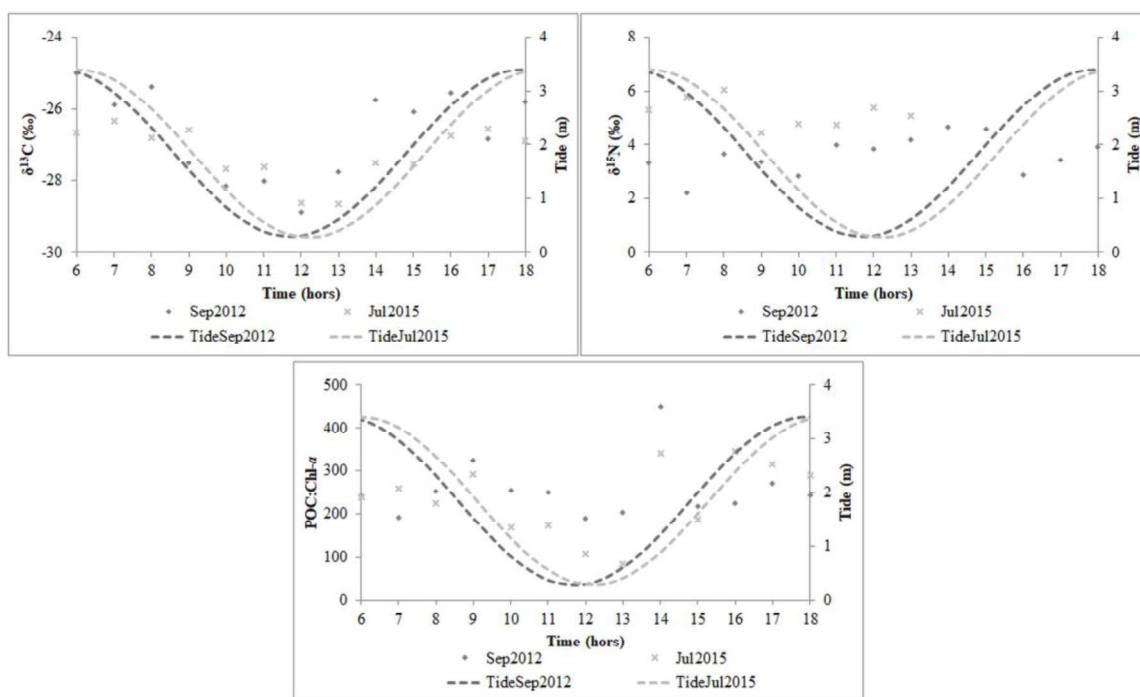 -24
-26
-28
-30
δ¹³C (‰)
4
3
2
1
0
Tide (m)
6 7 8 9 10 11 12 13 14 15 16 17 18
Time (hors)
Sep2012 Jul2015
TideSep2012 TideJul2015
8
6
4
2
0
δ¹⁵N (‰)
4
3
2
1
0
Tide (m)
6 7 8 9 10 11 12 13 14 15 16 17 18
Time (hors)
Sep2012 Jul2015
TideSep2012 TideJul2015
500
400
300
200
100
0
POC:Chl-a
4
3
2
1
0
Tide (m)
6 7 8 9 10 11 12 13 14 15 16 17 18
Time (hors)
Sep2012 Jul2015
TideSep2012 TideJul2015